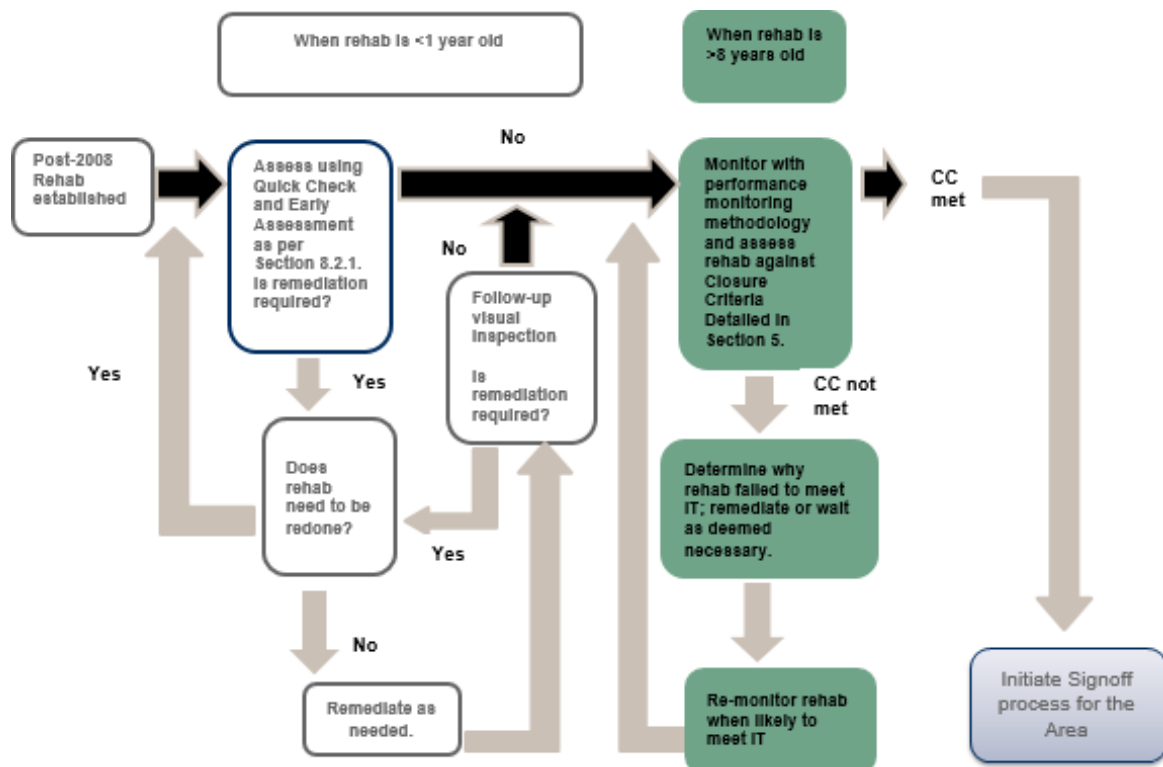 When rehab is <1 year old
When rehab is
>8 years old
No
Post-2008
Rehab
established
Assess using
Quick Check
and Early
Assessment
as per
Section 8.2.1.
Is remediation
required?
Monitor with
performance
monitoring
methodology
and assess
rehab against
Closure
Criteria
Detailed in
Section 5.
CC
met
No
Follow-up
visual
inspection
Is
remediation
required?
Yes
Yes
CC not
met
Does
rehab
need to be
redone?
Yes
Determine why
rehab failed to meet
IT; remediate or wait
as deemed
necessary.
No
Remediate as
needed.
Re-monitor rehab
when likely to
meet IT
Initiate Signoff
process for the
Area